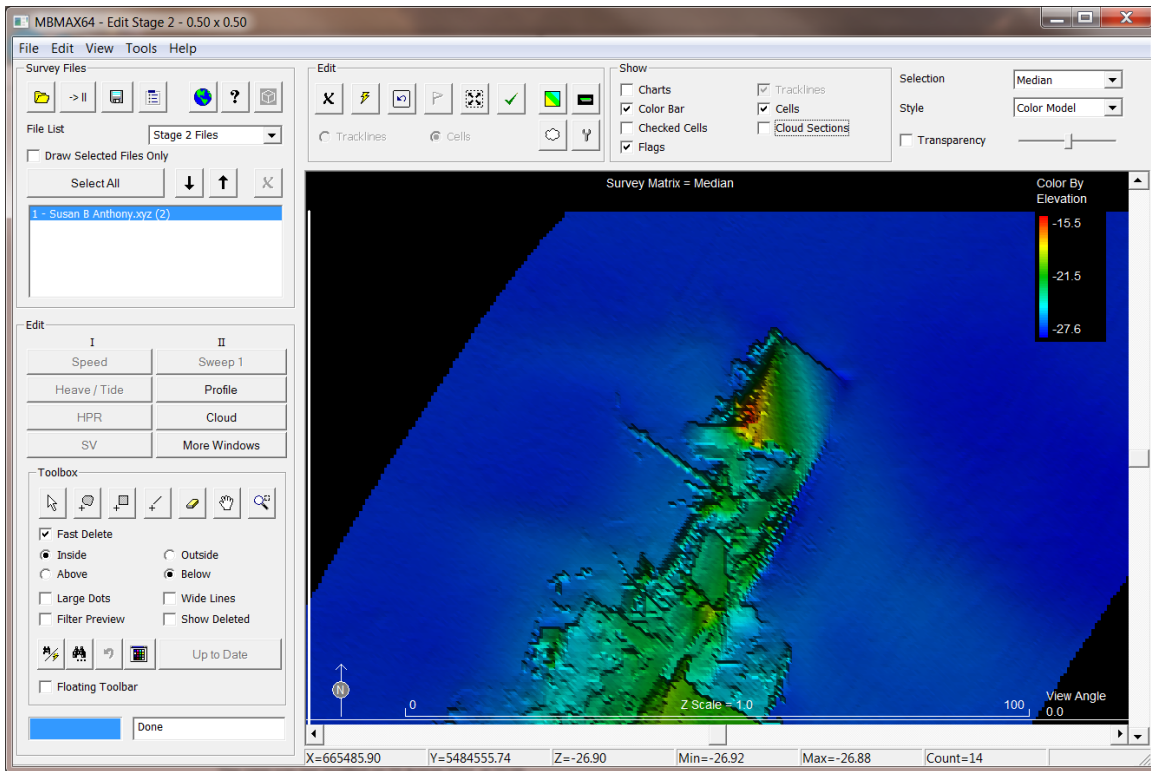 MBMAX64 - Edit Stage 2 - 0.50 x 0.50
File Edit View Tools Help
Survey Files
-> II
?
File List
Stage 2 Files
Draw Selected Files Only
Select All
X
1 - Susan B Anthony.xyz (2)
Edit
I II
Speed Sweep 1
Heave / Tide Profile
HPR Cloud
SV More Windows
Toolbox
Fast Delete
Inside Outside
Above Below
Large Dots Wide Lines
Filter Preview Show Deleted
Up to Date
Floating Toolbar
Done
Edit
X
Tracklines Cells
Show
Charts Tracklines
Color Bar Cells
Checked Cells Cloud Sections
Flags
Selection Median
Style Color Model
Transparency
Survey Matrix = Median
Color By
Elevation
-15.5
-21.5
-27.6
N
0 Z Scale = 1.0 100
View Angle
0.0
X=665485.90 Y=5484555.74 Z=-26.90 Min=-26.92 Max=-26.88 Count=14